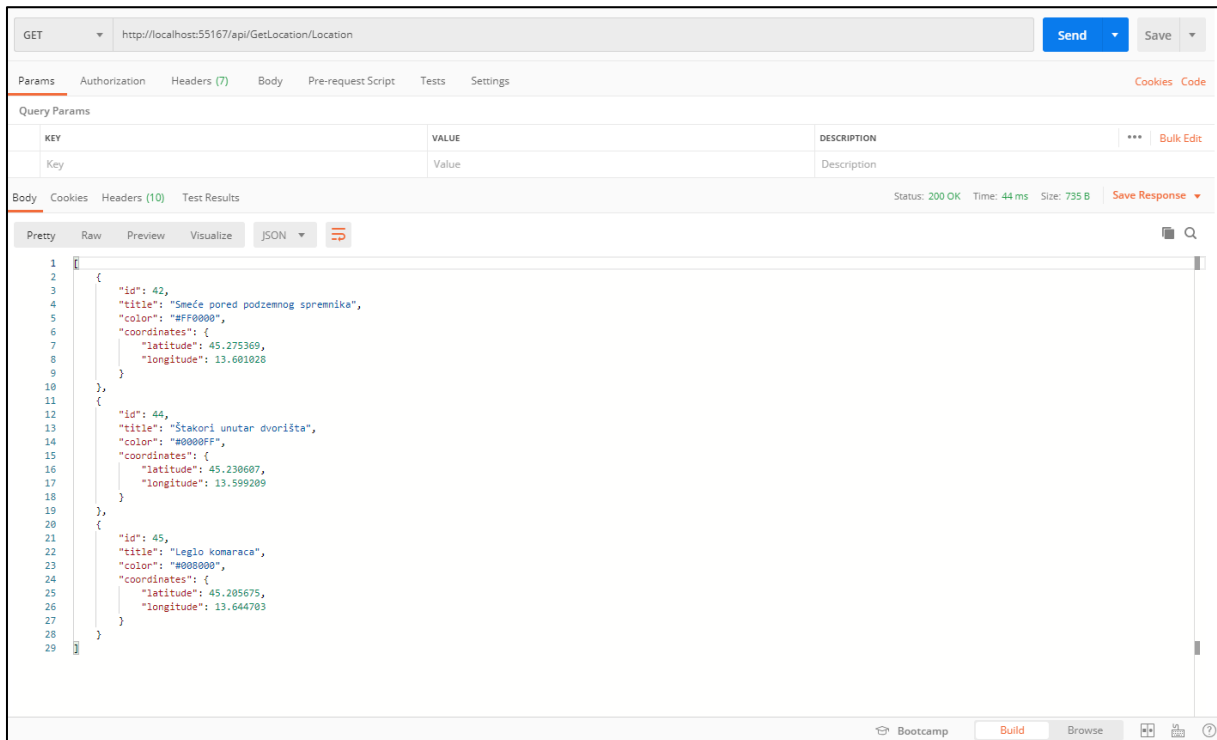 GET http://localhost:55167/api/GetLocation/Location Send Save
Params Authorization Headers (7) Body Pre-request Script Tests Settings Cookies Code
Query Params
KEY VALUE DESCRIPTION ••• Bulk Edit
Key Value Description
Body Cookies Headers (10) Test Results Status: 200 OK Time: 44 ms Size: 735 B Save Response
Pretty Raw Preview Visualize JSON
1 [
2 {
3 "id": 42,
4 "title": "Smeće pored podzemnog spremnika",
5 "color": "#FF0000",
6 "coordinates": {
7 "latitude": 45.275369,
8 "longitude": 13.601028
9 }
10 },
11 {
12 "id": 44,
13 "title": "Štakori unutar dvorišta",
14 "color": "#0000FF",
15 "coordinates": {
16 "latitude": 45.230607,
17 "longitude": 13.599209
18 }
19 },
20 {
21 "id": 45,
22 "title": "Leglo komaraca",
23 "color": "#008000",
24 "coordinates": {
25 "latitude": 45.205675,
26 "longitude": 13.644703
27 }
28 }
29 ]
Bootcamp Build Browse